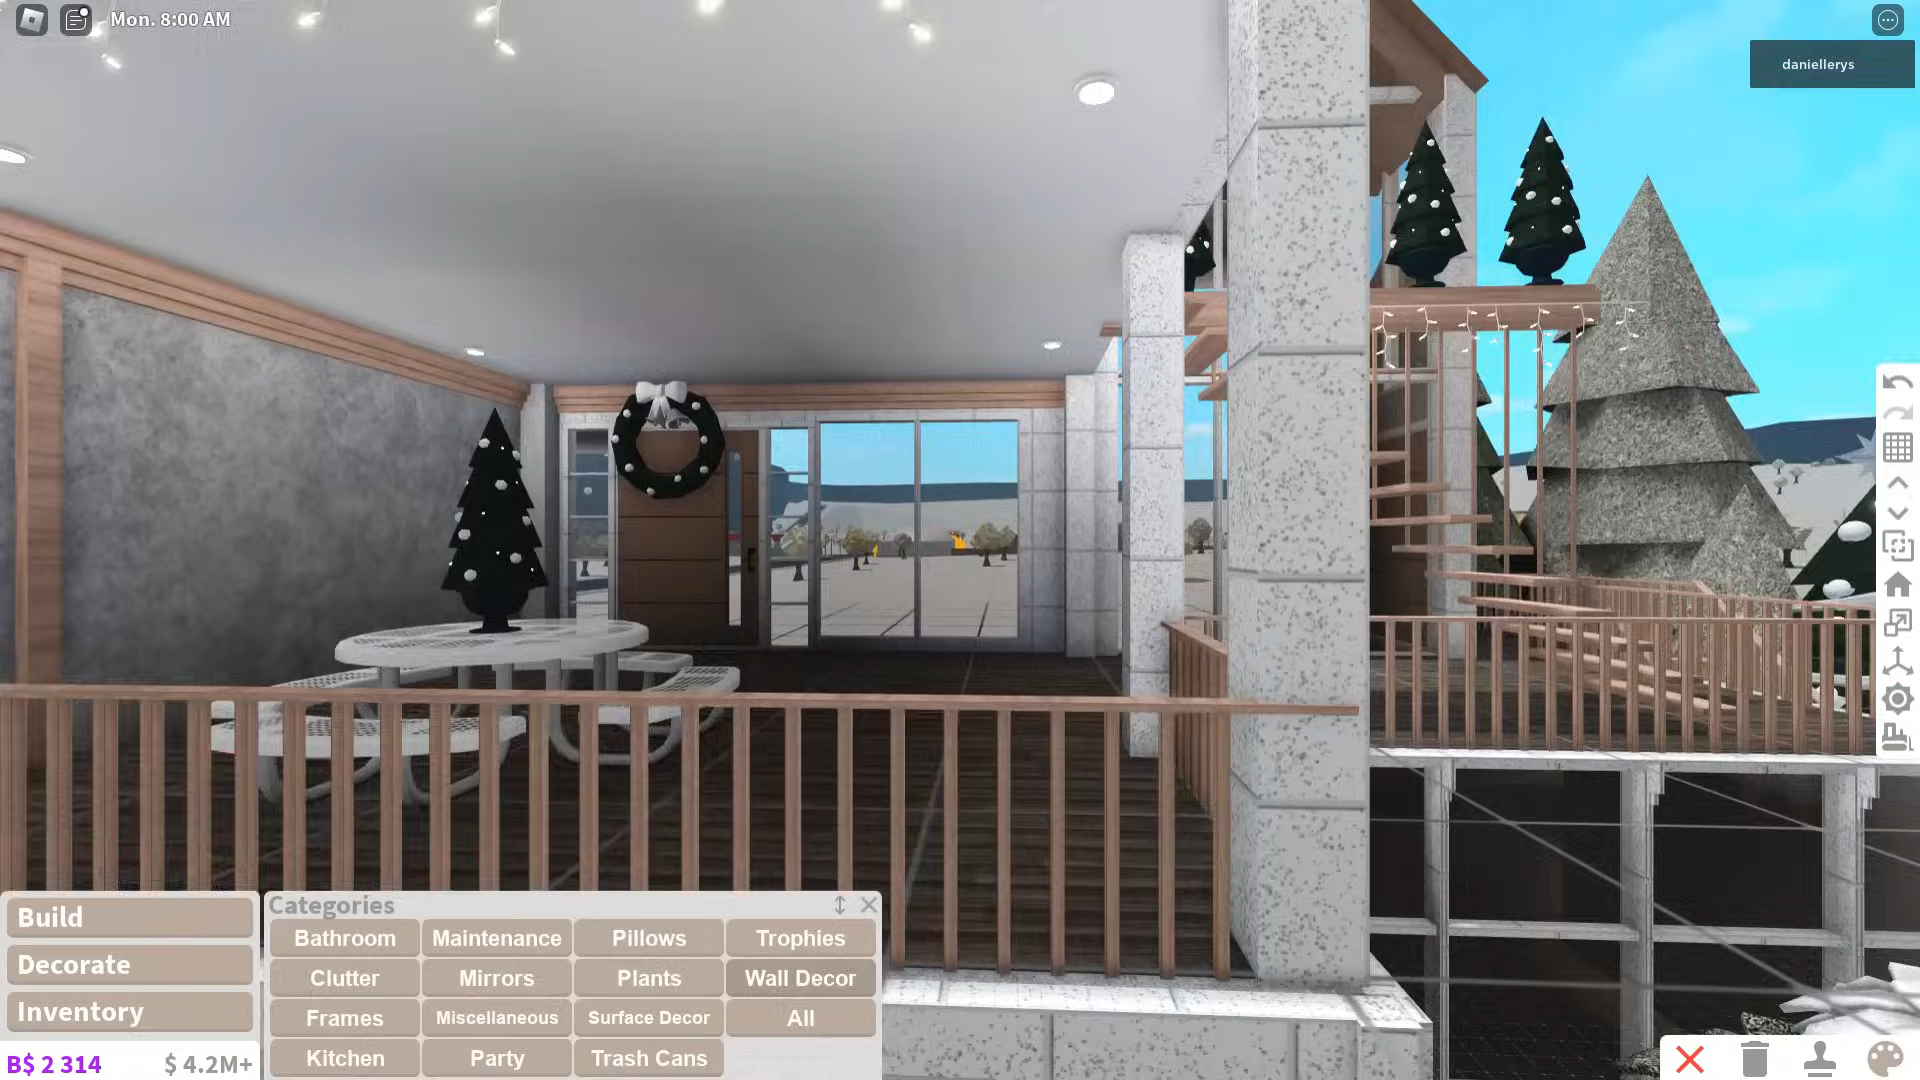 Mon. 8:00 AM
daniellerys
Build
Decorate
Inventory
B$ 2 314
$ 4.2M+
Categories
Bathroom Maintenance Pillows Trophies
Clutter Mirrors Plants Wall Decor
Frames Miscellaneous Surface Decor All
Kitchen Party Trash Cans